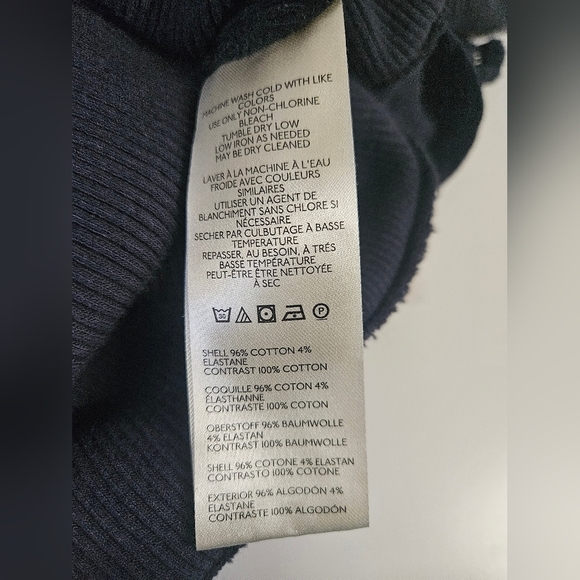 MACHINE WASH COLD WITH LIKE
COLORS
USE ONLY NON-CHLORINE
BLEACH
TUMBLE DRY LOW
LOW IRON AS NEEDED
MAY BE DRY CLEANED
LAVER À LA MACHINE À L'EAU
FROIDE AVEC COULEURS
SIMILAIRES
UTILISER UN AGENT DE
BLANCHIMENT SANS CHLORE SI
NÉCESSAIRE
SECHER PAR CULBUTAGE À BASSE
TEMPERATURE
REPASSER, AU BESOIN, À TRÉS
BASSE TEMPÉRATURE
PEUT-ÊTRE ÊTRE NETTOYÉE
À SEC
P
SHELL 96% COTTON 4%
ELASTANE
CONTRAST 100% COTTON
COQUILLE 96% COTON 4%
ÉLASTHANNE
CONTRASTE 100% COTON
OBERSTOFF 96% BAUMWOLLE
4% ELASTAN
KONTRAST 100% BAUMWOLLE
SHELL 96% COTONE 4% ELASTAN
CONTRASTO 100% COTONE
EXTERIOR 96% ALGODÓN 4%
ELASTANE
CONTRASTE 100% ALGODÓN